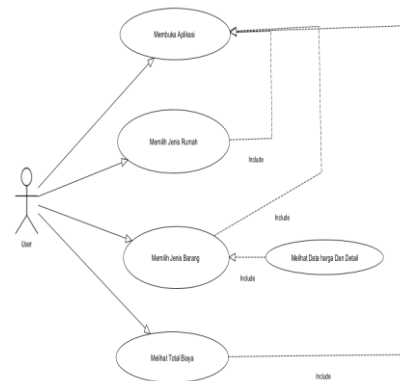 Membuka Aplikasi
Memilih Jenis Rumah
Include
User
Include
Memilih Jenis Barang
Melihat Data harga Dan Detail
Include
Melihat Total Biaya
Include